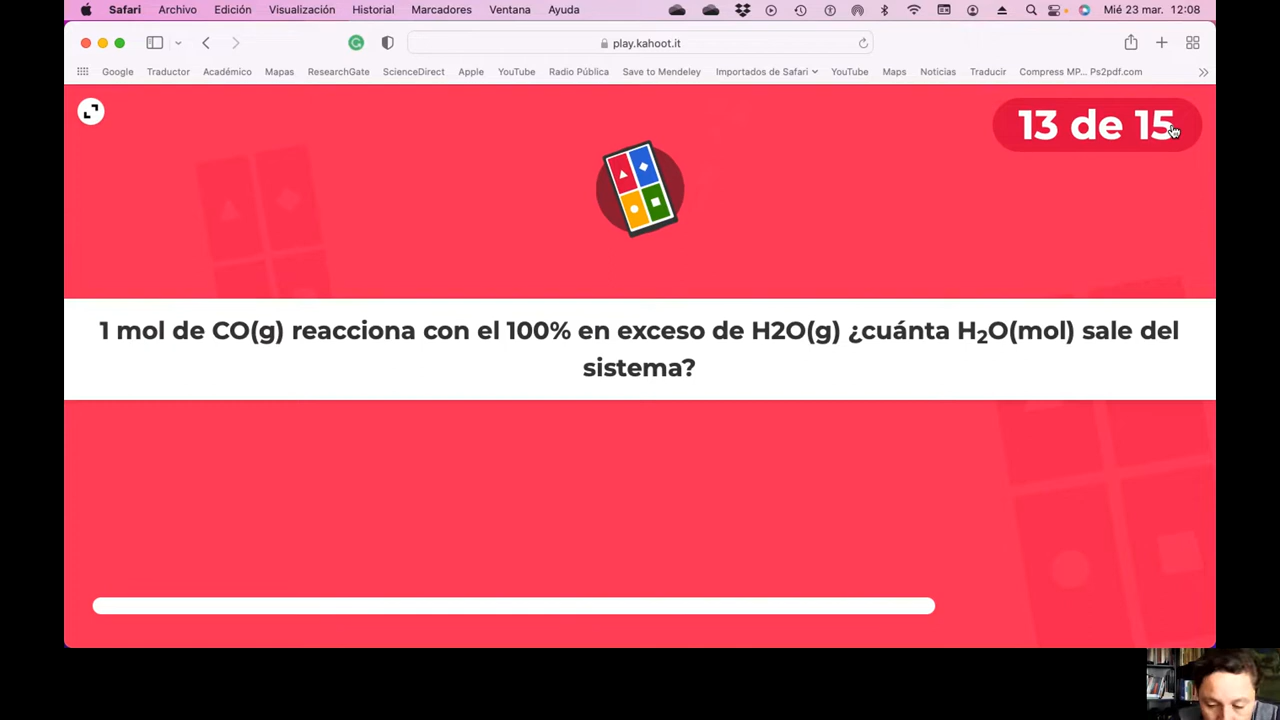 Safari Archivo Edición Visualización Historial Marcadores Ventana Ayuda Mié 23 mar. 12:08
play.kahoot.it
Google Traductor Académico Mapas ResearchGate ScienceDirect Apple YouTube Radio Pública Save to Mendeley Importados de Safari YouTube Maps Noticias Traducir Compress MP... Ps2pdf.com
13 de 15
1 mol de CO(g) reacciona con el 100% en exceso de H2O(g) ¿cuánta H₂O(mol) sale del
sistema?